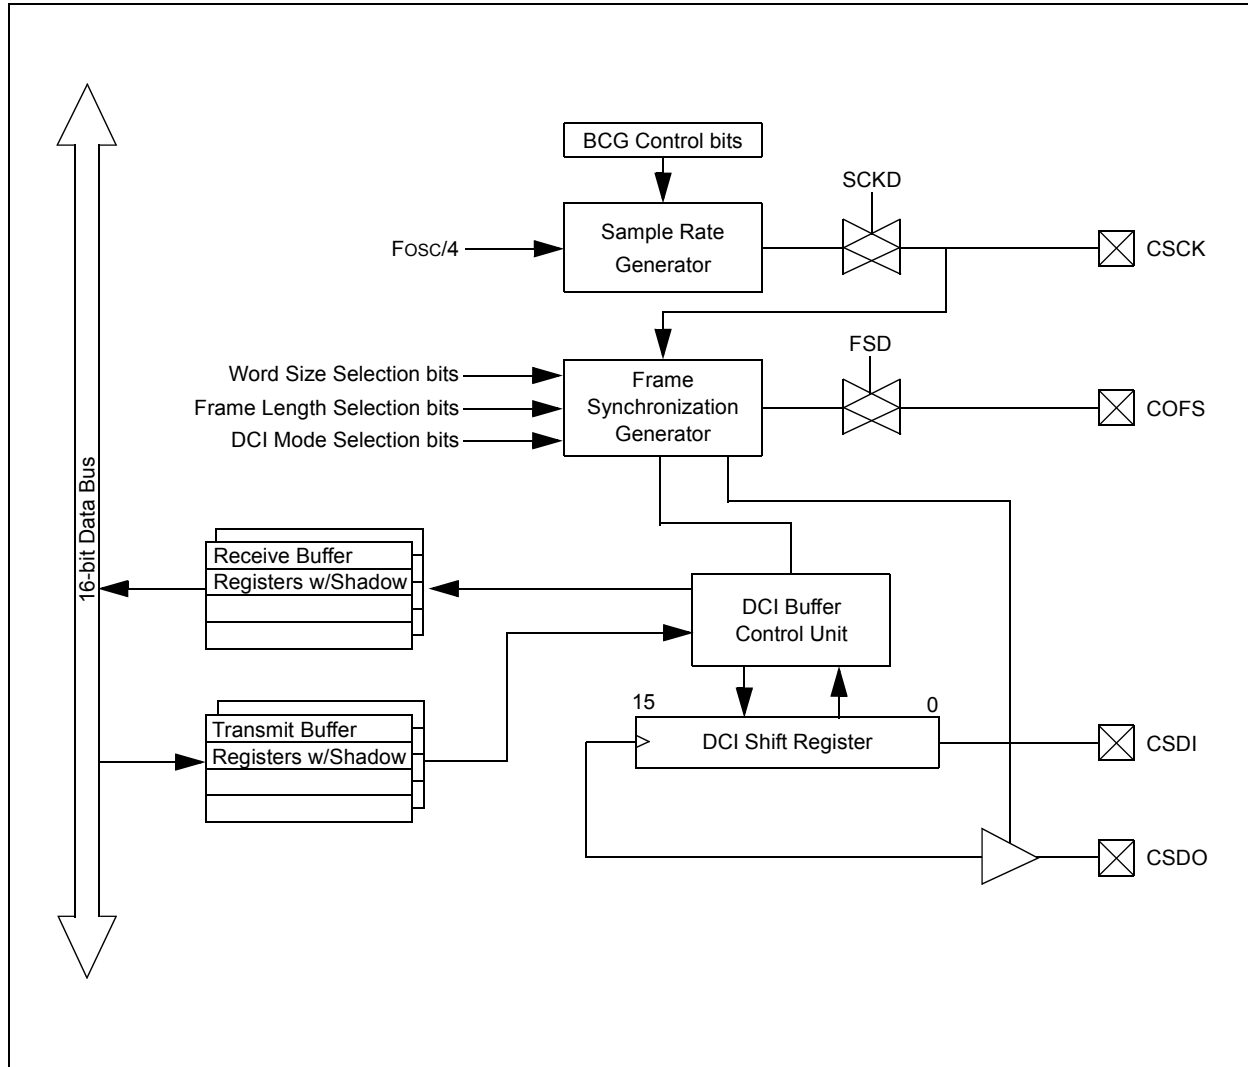 BCG Control bits
SCKD
FOSC/4
Sample Rate
Generator
CSCK
FSD
Word Size Selection bits
Frame Length Selection bits
DCI Mode Selection bits
Frame
Synchronization
Generator
COFS
16-bit Data Bus
Receive Buffer
Registers w/Shadow
DCI Buffer
Control Unit
Transmit Buffer
Registers w/Shadow
15
0
DCI Shift Register
CSDI
CSDO